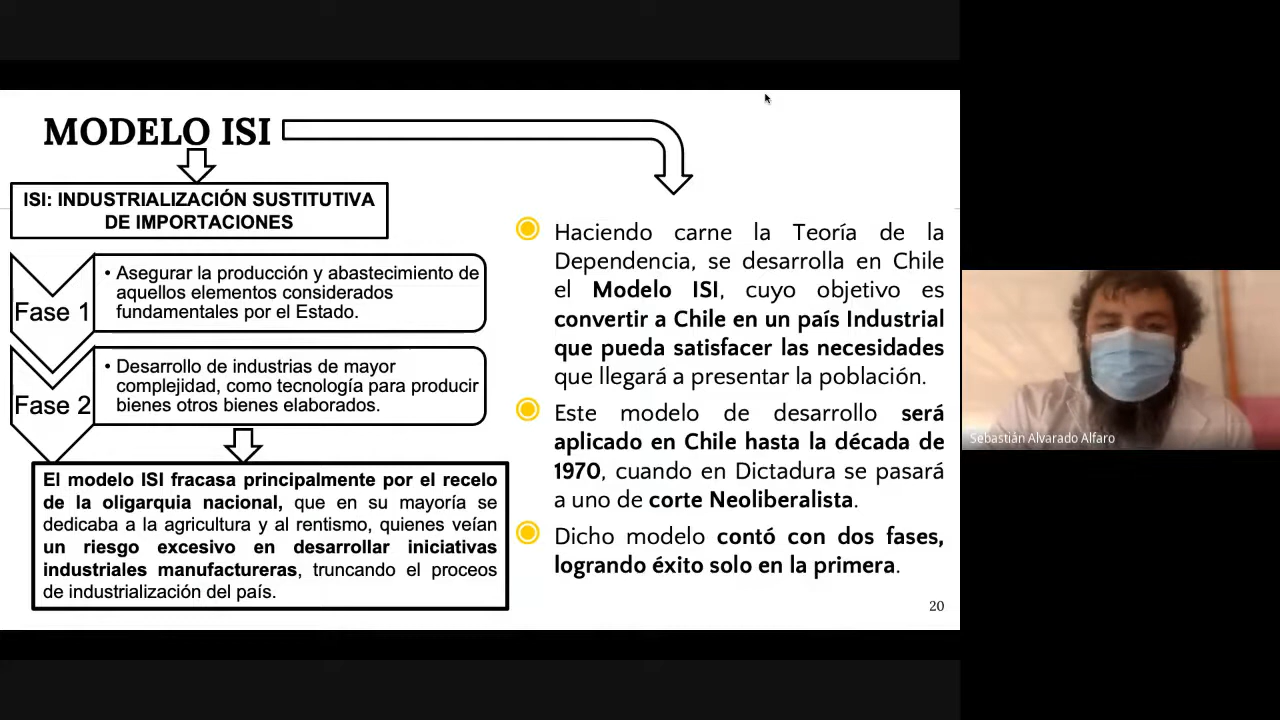 MODELO ISI
ISI: INDUSTRIALIZACIÓN SUSTITUTIVA
DE IMPORTACIONES
Fase 1
• Asegurar la producción y abastecimiento de
aquellos elementos considerados
fundamentales por el Estado.
Fase 2
• Desarrollo de industrias de mayor
complejidad, como tecnología para producir
bienes otros bienes elaborados.
El modelo ISI fracasa principalmente por el recelo
de la oligarquia nacional, que en su mayoría se
dedicaba a la agricultura y al rentismo, quienes veían
un riesgo excesivo en desarrollar iniciativas
industriales manufactureras, truncando el proceos
de industrialización del país.
Haciendo carne la Teoría de la
Dependencia, se desarrolla en Chile
el Modelo ISI, cuyo objetivo es
convertir a Chile en un país Industrial
que pueda satisfacer las necesidades
que llegará a presentar la población.
Este modelo de desarrollo será
aplicado en Chile hasta la década de
1970, cuando en Dictadura se pasará
a uno de corte Neoliberalista.
Dicho modelo contó con dos fases,
logrando éxito solo en la primera.
20
Sebastián Alvarado Alfaro